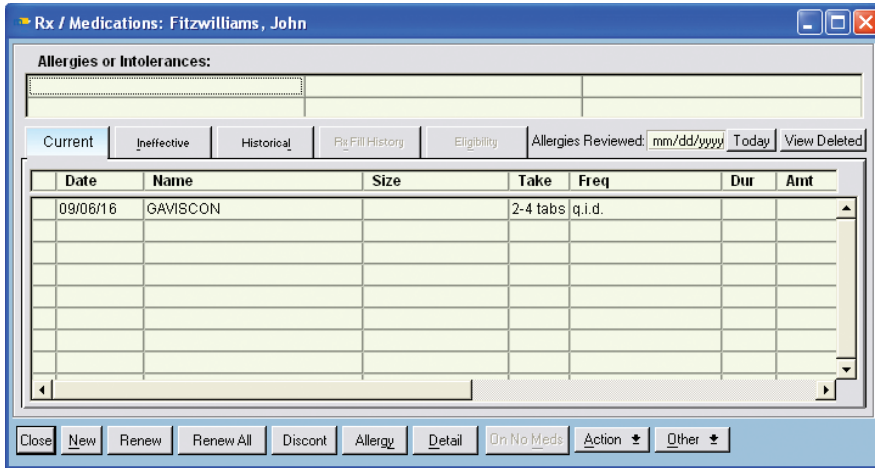 Rx / Medications: Fitzwilliams, John
Allergies or Intolerances:
Current Ineffective Historical Rx Fill History Eligibility Allergies Reviewed: mm/dd/yyyy Today View Deleted
Date Name Size Take Freq Dur Amt
09/06/16 GAVISCON 2-4 tabs q.i.d.
Close New Renew Renew All Discont Allergy Detail On No Meds Action Other